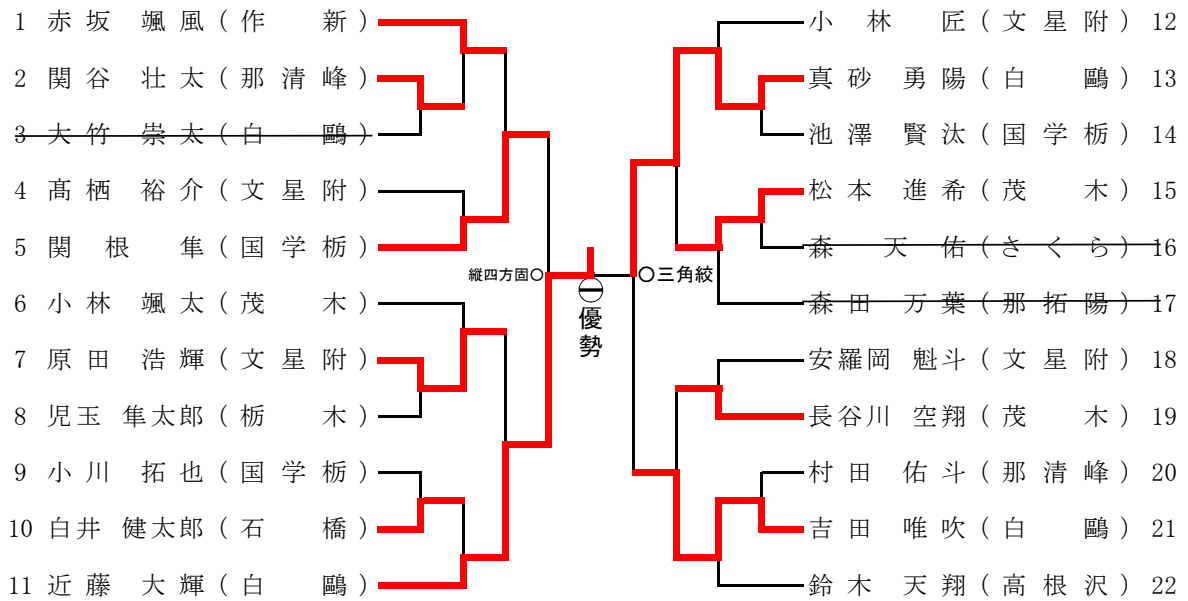 1 赤坂 颯風(作 新)
2 関谷 壮太(那清峰)
3 大竹 崇太(白 鷗)
4 髙栖 裕介(文星附)
5 関根 隼(国学栃)
6 小林 颯太(茂 木)
7 原田 浩輝(文星附)
8 児玉 隼太郎(栃 木)
9 小川 拓也(国学栃)
10 白井 健太郎(石 橋)
11 近藤 大輝(白 鷗)
縦四方固○
優勢
○三角絞
小林 匠(文星附) 12
真砂 勇陽(白 鷗) 13
池澤 賢汰(国学栃) 14
松本 進希(茂 木) 15
森 天佑(さくら) 16
森田 万葉(那拓陽) 17
安羅岡 魁斗(文星附) 18
長谷川 空翔(茂 木) 19
村田 佑斗(那清峰) 20
吉田 唯吹(白 鷗) 21
鈴木 天翔(高根沢) 22